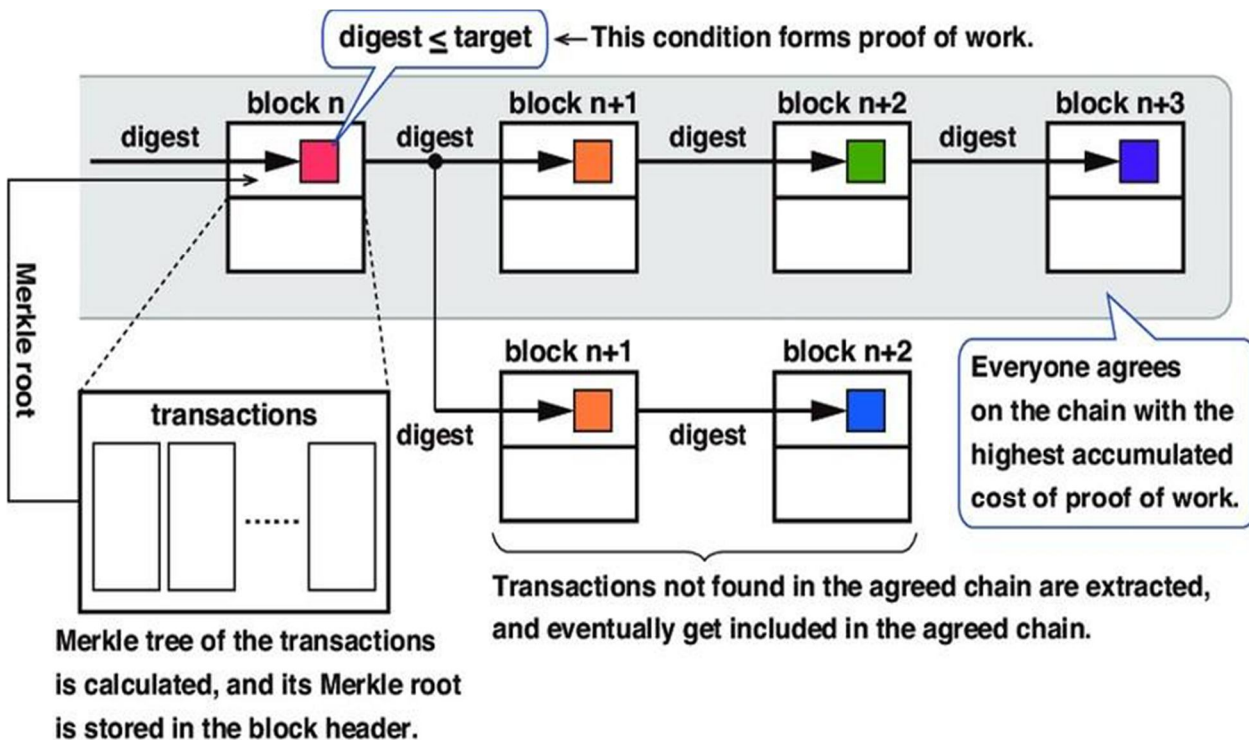 digest ≤ target
This condition forms proof of work.
block n
block n+1
block n+2
block n+3
digest
digest
digest
digest
Merkle root
block n+1
block n+2
digest
digest
Everyone agrees
on the chain with the
highest accumulated
cost of proof of work.
transactions
......
Transactions not found in the agreed chain are extracted,
and eventually get included in the agreed chain.
Merkle tree of the transactions
is calculated, and its Merkle root
is stored in the block header.